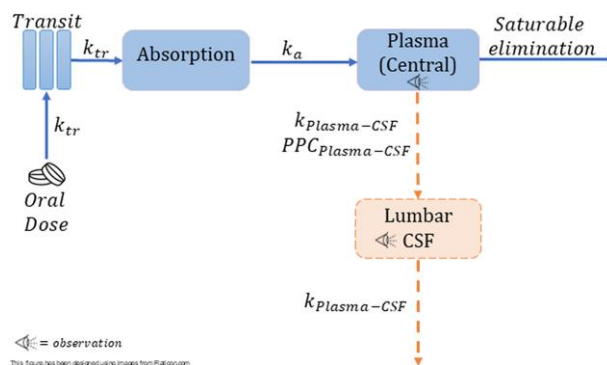 Transit
k_tr
Absorption
k_a
Plasma
(Central)
Saturable
elimination
k_tr
Oral
Dose
k_Plasma−CSF
PPC_Plasma−CSF
Lumbar
CSF
k_Plasma−CSF
= observation
This figure has been designed using images from Flaticon.com